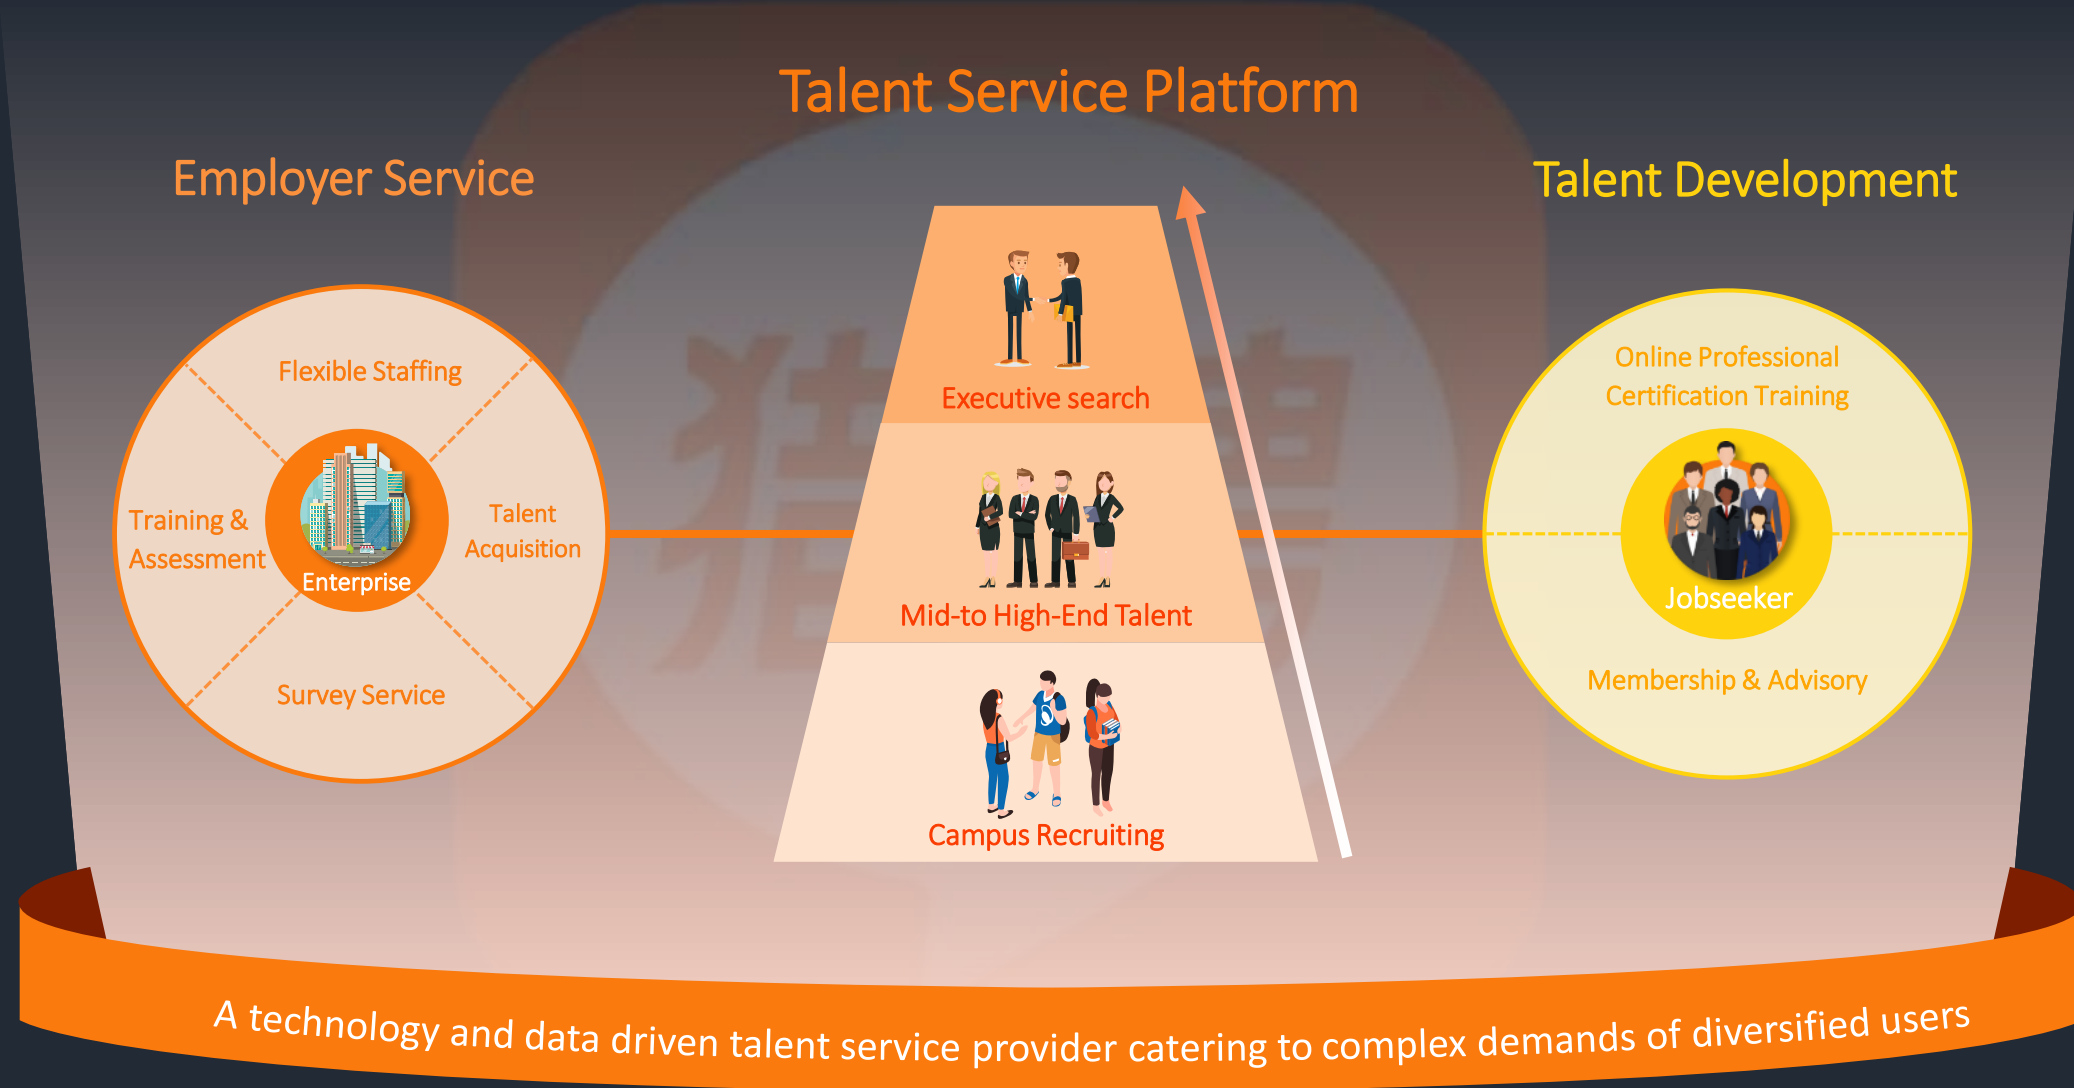 Talent Service Platform
Employer Service
Talent Development
Flexible Staffing
Training &
Assessment
Enterprise
Talent
Acquisition
Survey Service
猎聘
Executive search
Mid-to High-End Talent
Campus Recruiting
Online Professional
Certification Training
Jobseeker
Membership & Advisory
A technology and data driven talent service provider catering to complex demands of diversified users